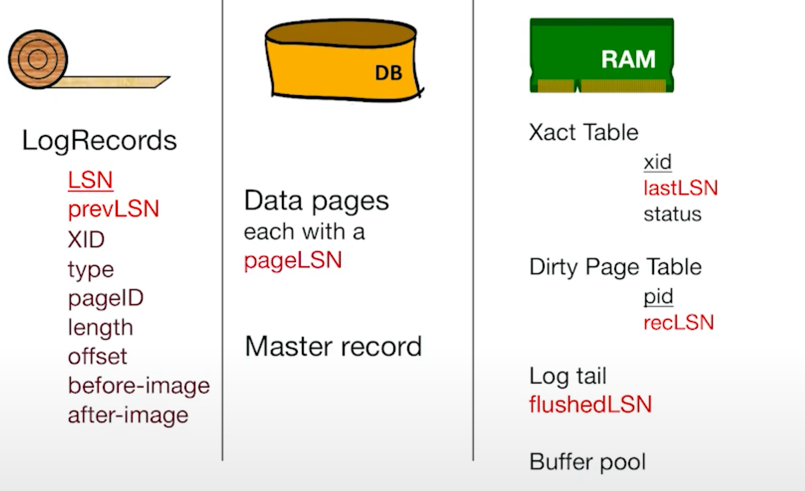 LogRecords
LSN
prevLSN
XID
type
pageID
length
offset
before-image
after-image
DB
Data pages
each with a
pageLSN
Master record
RAM
Xact Table
xid
lastLSN
status
Dirty Page Table
pid
recLSN
Log tail
flushedLSN
Buffer pool